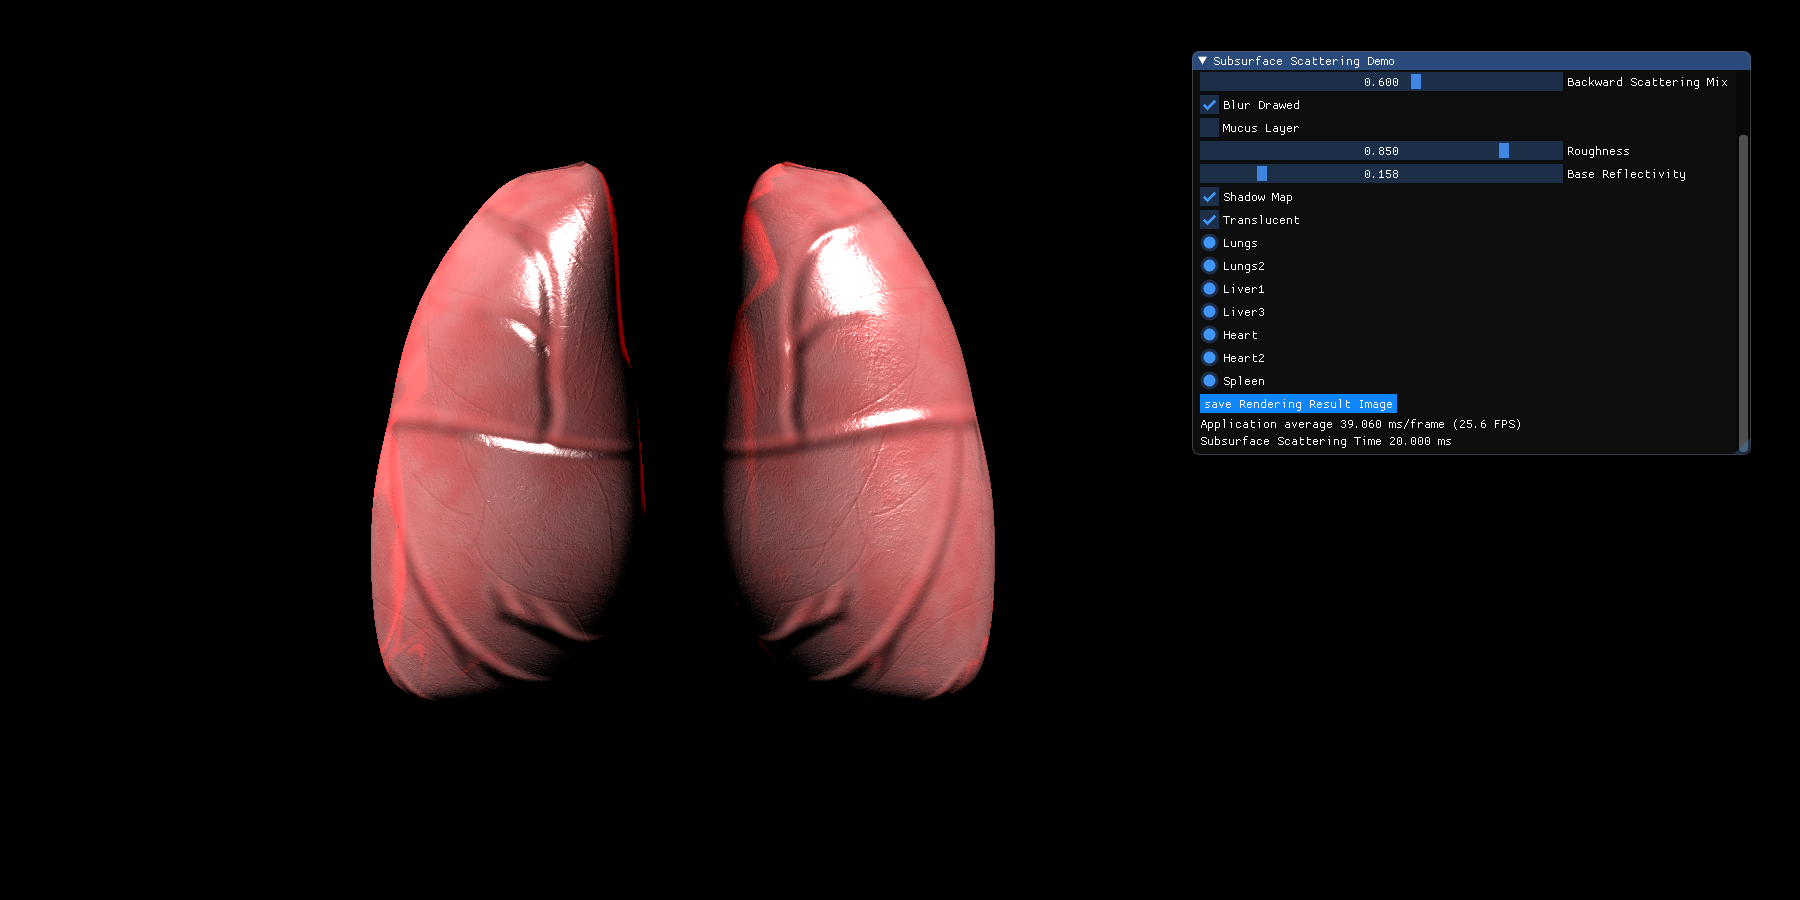 Subsurface Scattering Demo
0.600 Backward Scattering Mix
Blur Drawed
Mucus Layer
0.850 Roughness
0.158 Base Reflectivity
Shadow Map
Translucent
Lungs
Lungs2
Liver1
Liver3
Heart
Heart2
Spleen
save Rendering Result Image
Application average 39.060 ms/frame (25.6 FPS)
Subsurface Scattering Time 20.000 ms